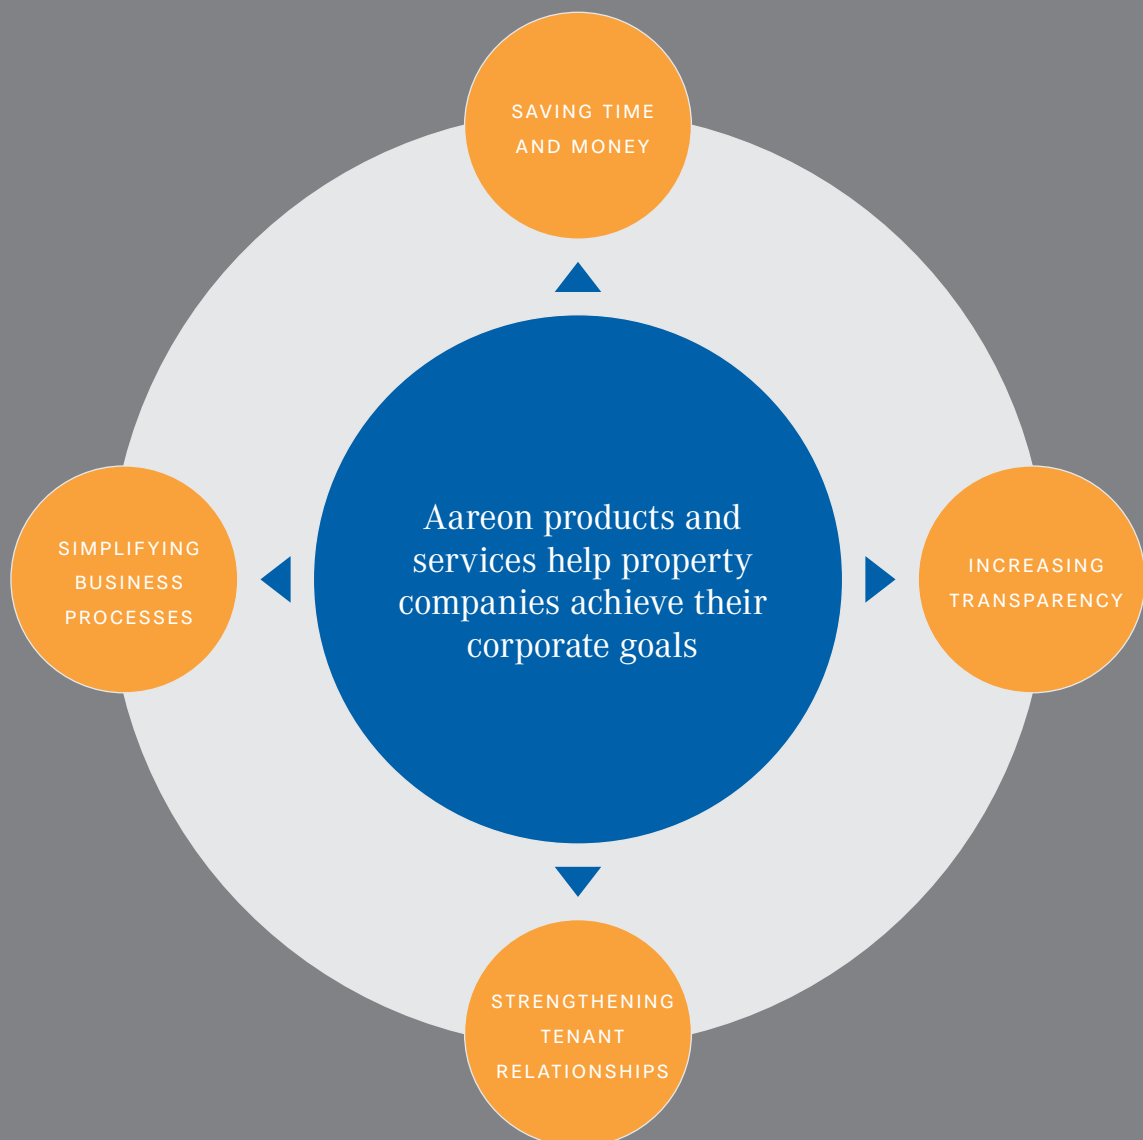 SAVING TIME
AND MONEY
Aareon products and
services help property
companies achieve their
corporate goals
SIMPLIFYING
BUSINESS
PROCESSES
INCREASING
TRANSPARENCY
STRENGTHENING
TENANT
RELATIONSHIPS